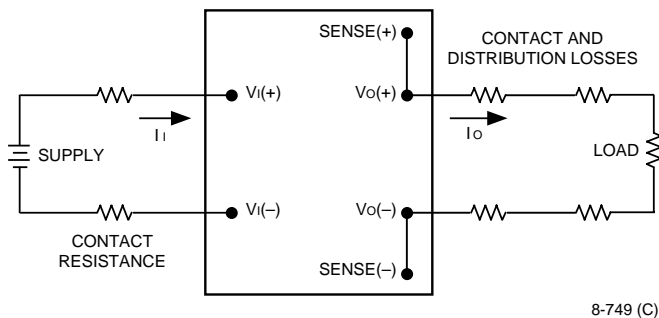 SENSE(+)
CONTACT AND
DISTRIBUTION LOSSES
VI(+)
VO(+)
II
IO
SUPPLY
LOAD
VI(–)
VO(–)
CONTACT
RESISTANCE
SENSE(–)
8-749 (C)